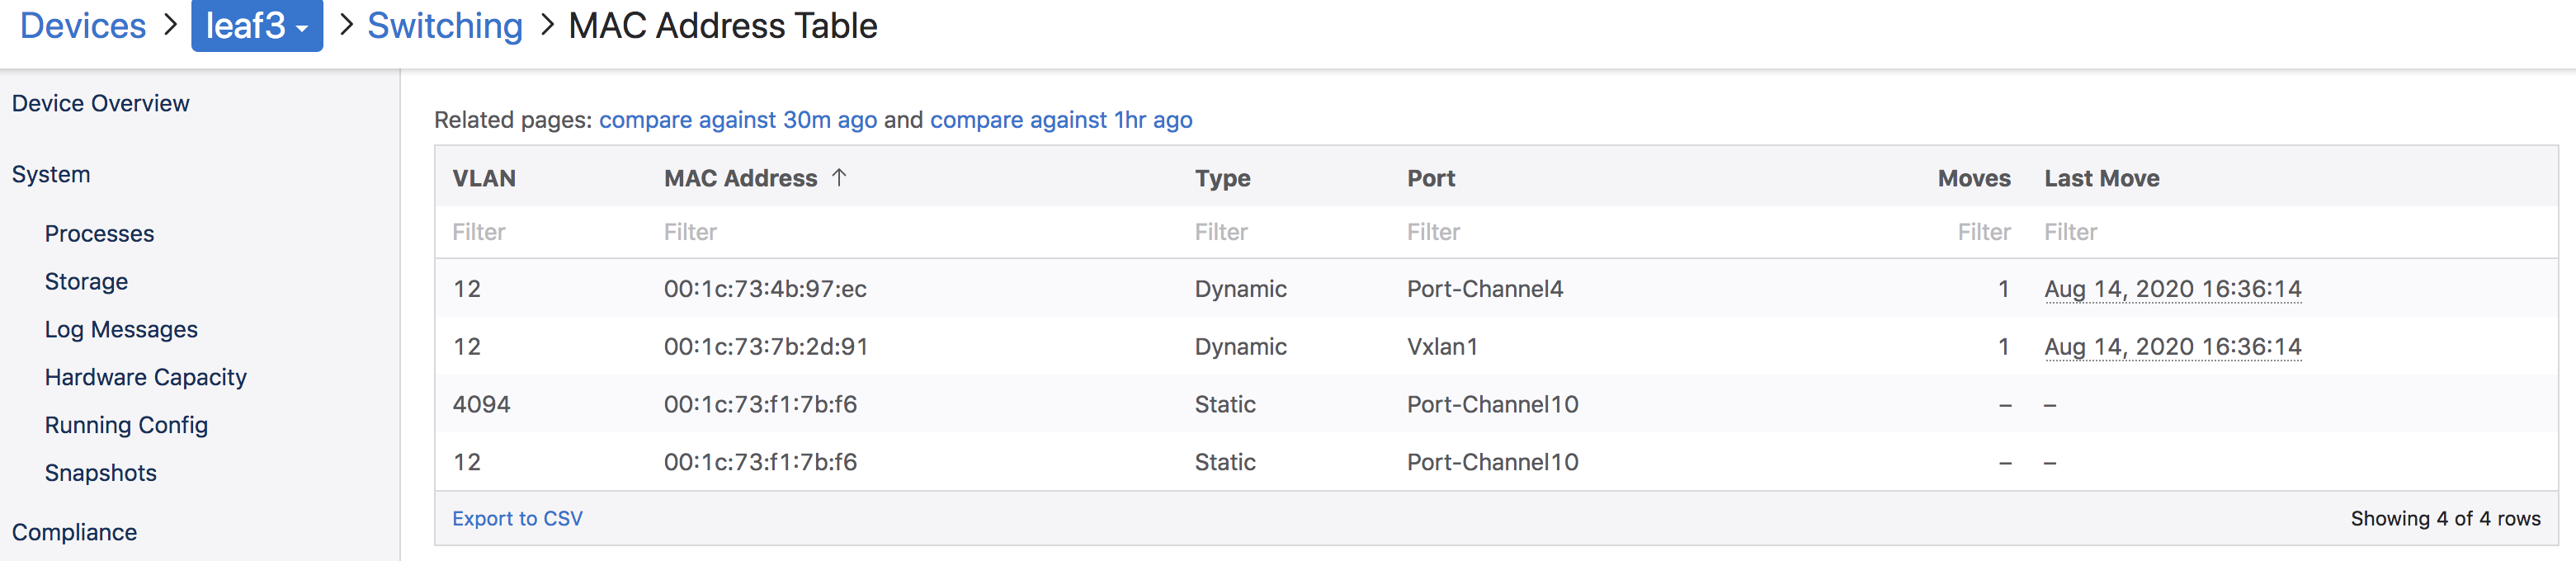 Devices > leaf3 > Switching > MAC Address Table
Device Overview
System
Processes
Storage
Log Messages
Hardware Capacity
Running Config
Snapshots
Compliance
Related pages: compare against 30m ago and compare against 1hr ago
VLAN MAC Address ↑ Type Port Moves Last Move
Filter Filter Filter Filter Filter Filter
12 00:1c:73:4b:97:ec Dynamic Port-Channel4 1 Aug 14, 2020 16:36:14
12 00:1c:73:7b:2d:91 Dynamic Vxlan1 1 Aug 14, 2020 16:36:14
4094 00:1c:73:f1:7b:f6 Static Port-Channel10 – –
12 00:1c:73:f1:7b:f6 Static Port-Channel10 – –
Export to CSV Showing 4 of 4 rows